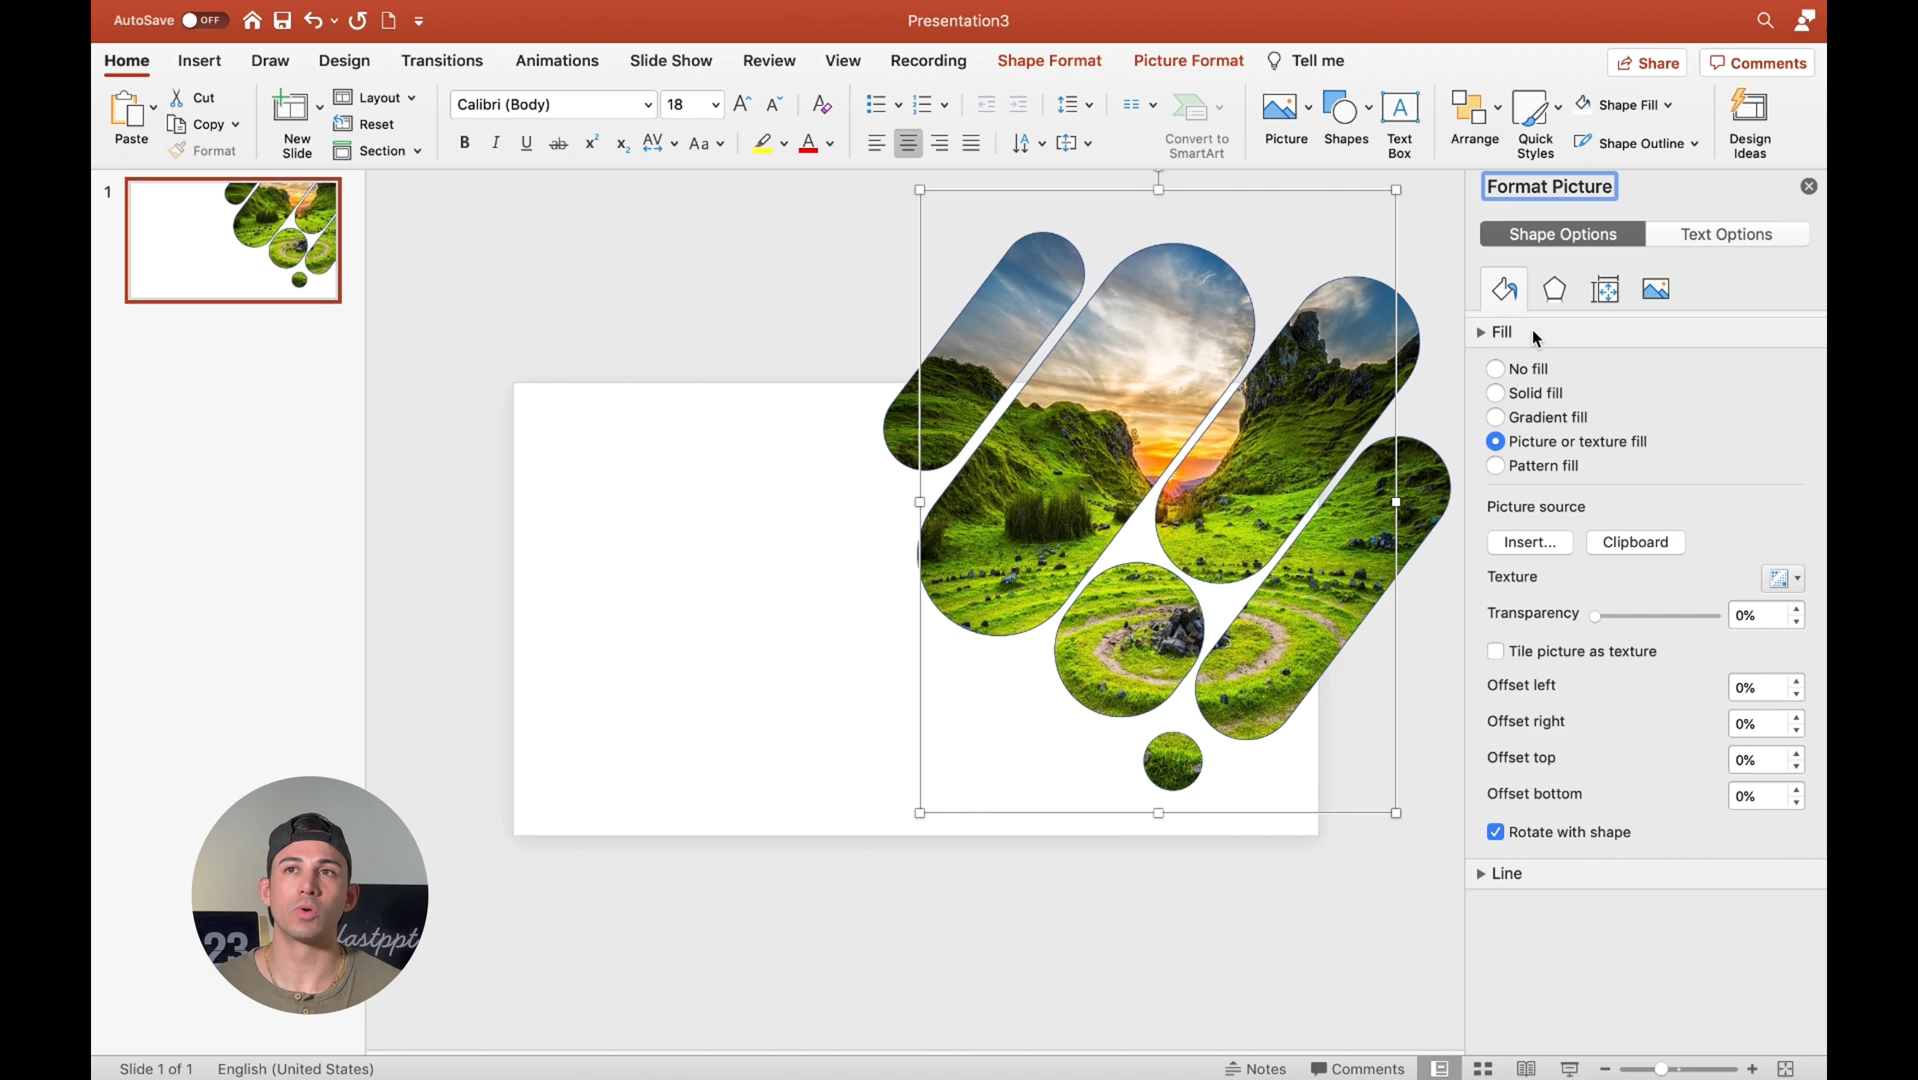 AutoSave OFF
Presentation3
Home Insert Draw Design Transitions Animations Slide Show Review View Recording Shape Format Picture Format Tell me Share Comments
Paste
Cut
Copy
Format
New Slide
Layout
Reset
Section
Calibri (Body) 18
Convert to SmartArt
Picture
Shapes
Text Box
Arrange
Quick Styles
Shape Fill
Shape Outline
Design Ideas
1
Format Picture
Shape Options Text Options
Fill
No fill
Solid fill
Gradient fill
Picture or texture fill
Pattern fill
Picture source
Insert... Clipboard
Texture
Transparency 0%
Tile picture as texture
Offset left 0%
Offset right 0%
Offset top 0%
Offset bottom 0%
Rotate with shape
Line
23
fastppt
Slide 1 of 1 English (United States) Notes Comments